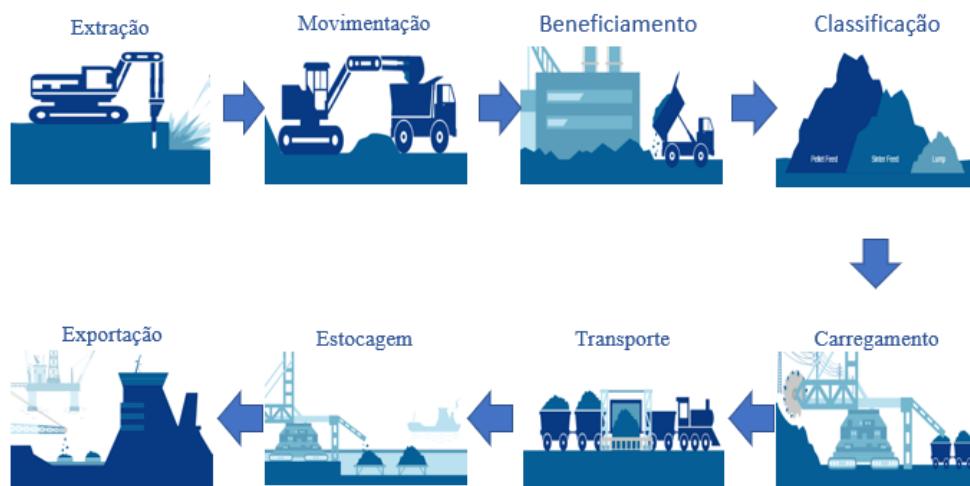 Extração
Movimentação
Beneficiamento
Classificação
Pellet Feed
Sinter Feed
Lump
Carregamento
Transporte
Estocagem
Exportação